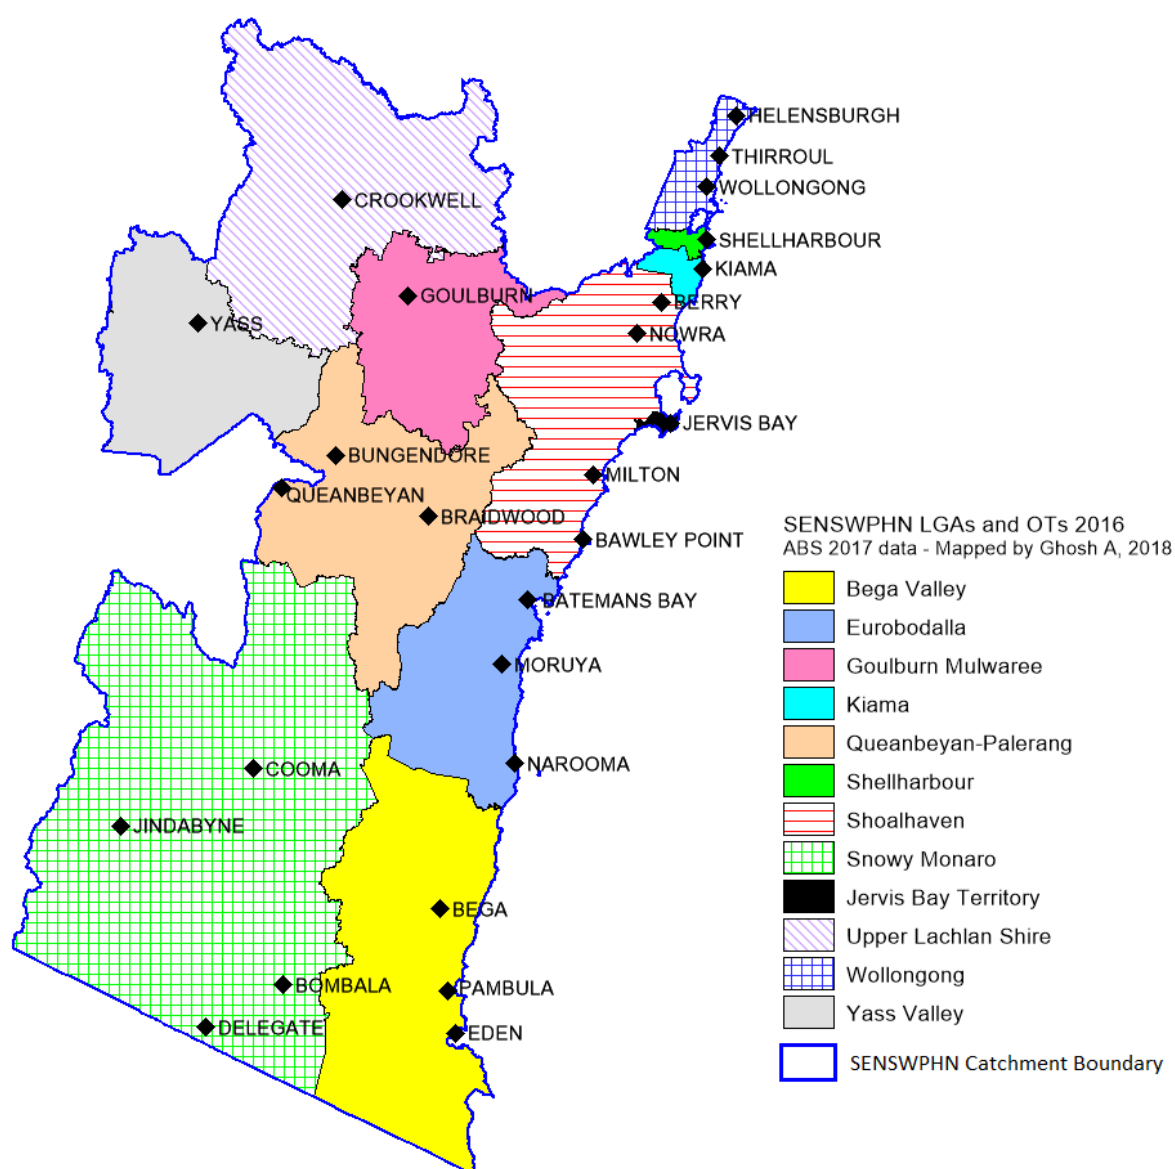 HELENSBURGH
THIRROUL
WOLLONGONG
CROOKWELL
SHELLHARBOUR
KIAMA
GOULBURN
BERRY
YASS
NOWRA
JERVIS BAY
BUNGENDORE
MILTON
QUEANBEYAN
BRAIDWOOD
BAWLEY POINT
BATEMANS BAY
MORUYA
NAROOMA
COOMA
JINDABYNE
BEGA
BOMBALA
PAMBULA
DELEGATE
EDEN
SENSWPHN LGAs and OTs 2016
ABS 2017 data - Mapped by Ghosh A, 2018
Bega Valley
Eurobodalla
Goulburn Mulwaree
Kiama
Queanbeyan-Palerang
Shellharbour
Shoalhaven
Snowy Monaro
Jervis Bay Territory
Upper Lachlan Shire
Wollongong
Yass Valley
SENSWPHN Catchment Boundary